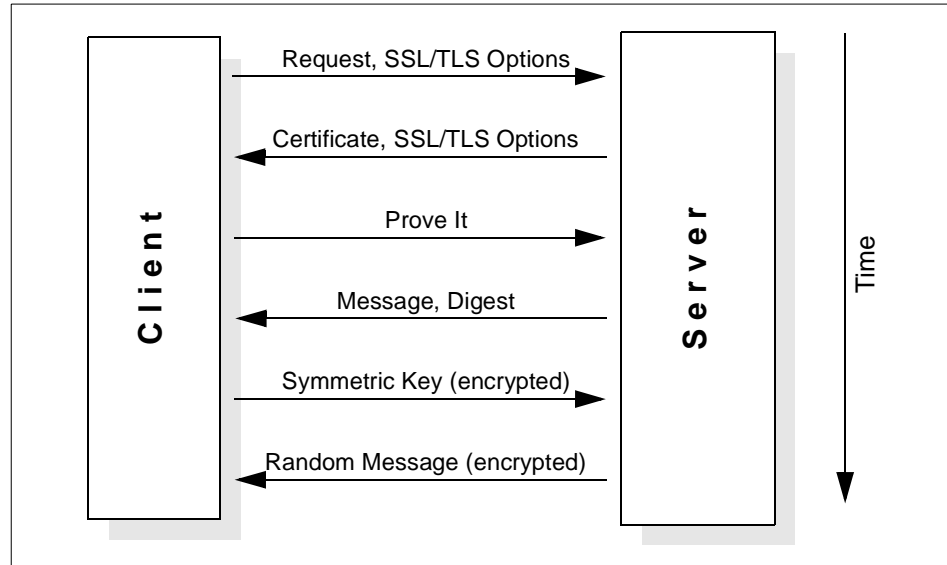 Request, SSL/TLS Options
Certificate, SSL/TLS Options
Prove It
Message, Digest
Symmetric Key (encrypted)
Random Message (encrypted)
Client
Server
Time